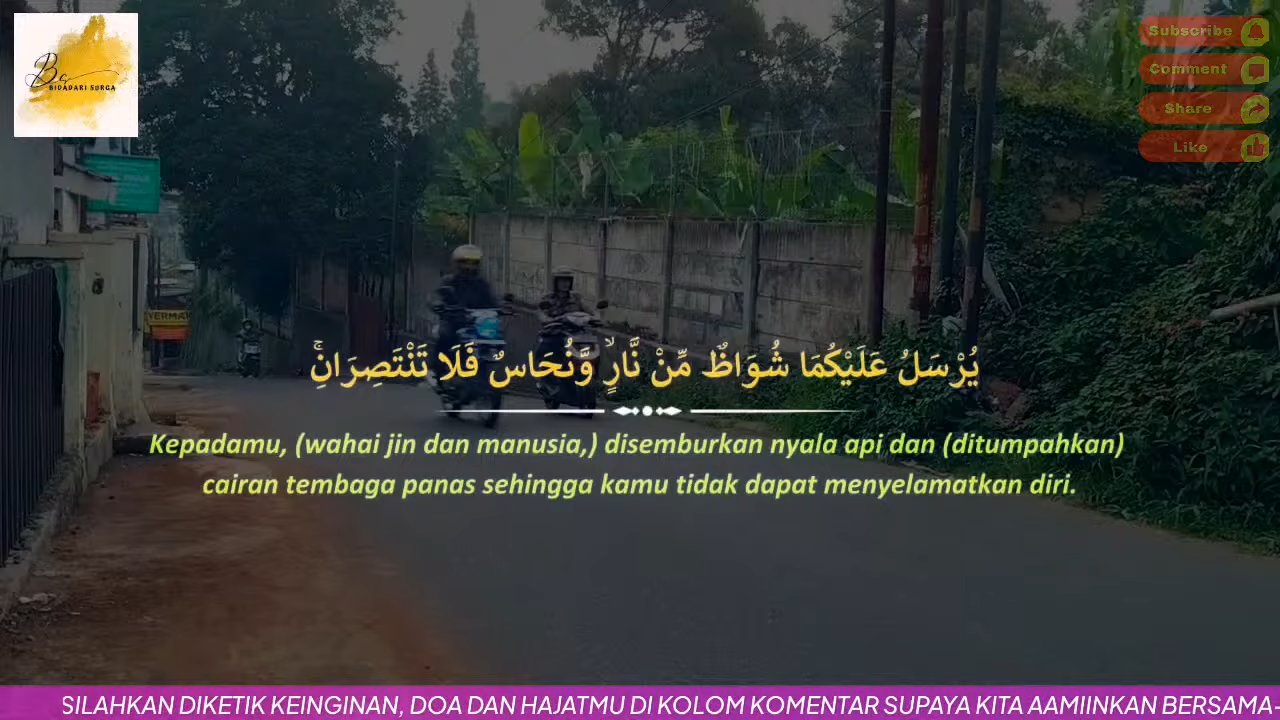 Bs
BIDADARI SURGA
Subscribe
Comment
Share
Like
يُرْسَلُ عَلَيْكُمَا شُوَاظٌ مِّنْ نَّارٍۙ وَّنُحَاسٌ فَلَا تَنْتَصِرَانِۚ
Kepadamu, (wahai jin dan manusia,) disemburkan nyala api dan (ditumpahkan)
cairan tembaga panas sehingga kamu tidak dapat menyelamatkan diri.
SILAHKAN DIKETIK KEINGINAN, DOA DAN HAJATMU DI KOLOM KOMENTAR SUPAYA KITA AAMIINKAN BERSAMA-